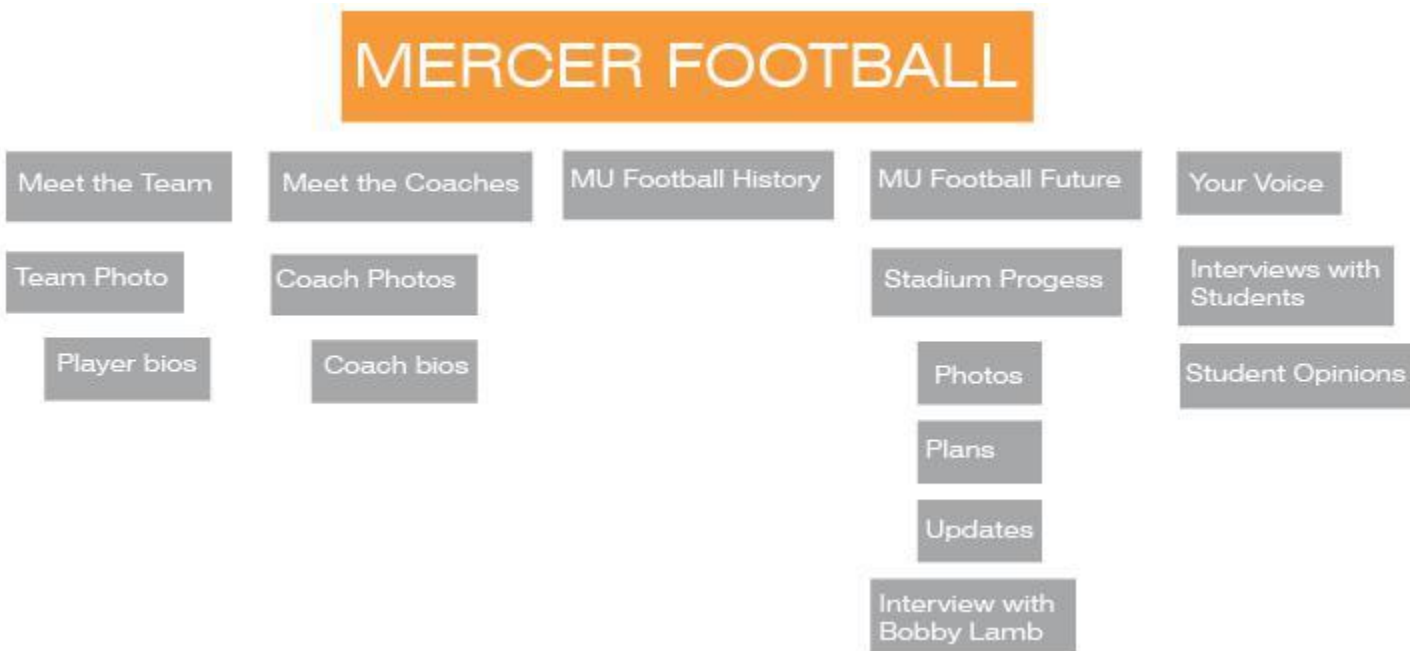 MERCER FOOTBALL
Meet the Team
Team Photo
Player bios
Meet the Coaches
Coach Photos
Coach bios
MU Football History
MU Football Future
Stadium Progess
Photos
Plans
Updates
Interview with
Bobby Lamb
Your Voice
Interviews with
Students
Student Opinions